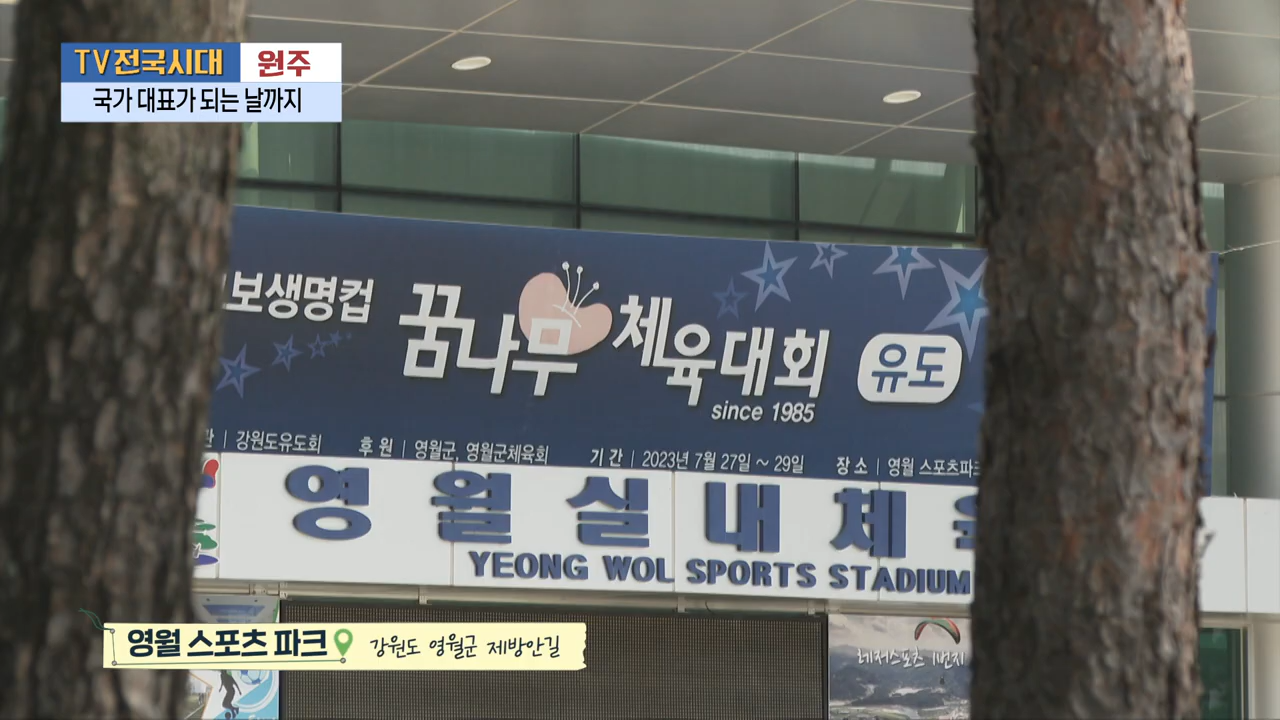 TV전국시대 원주
국가 대표가 되는 날까지
보생명컵 꿈나무 체육대회 유도
since 1985
강원도유도회 후 원 영월군, 영월군체육회 기 간 2023년 7월 27일 ~ 29일 장 소 영월 스포츠파크
영월실내체
YEONG WOL SPORTS STADIUM
영월 스포츠 파크 강원도 영월군 제방안길
레저스포츠 1번지